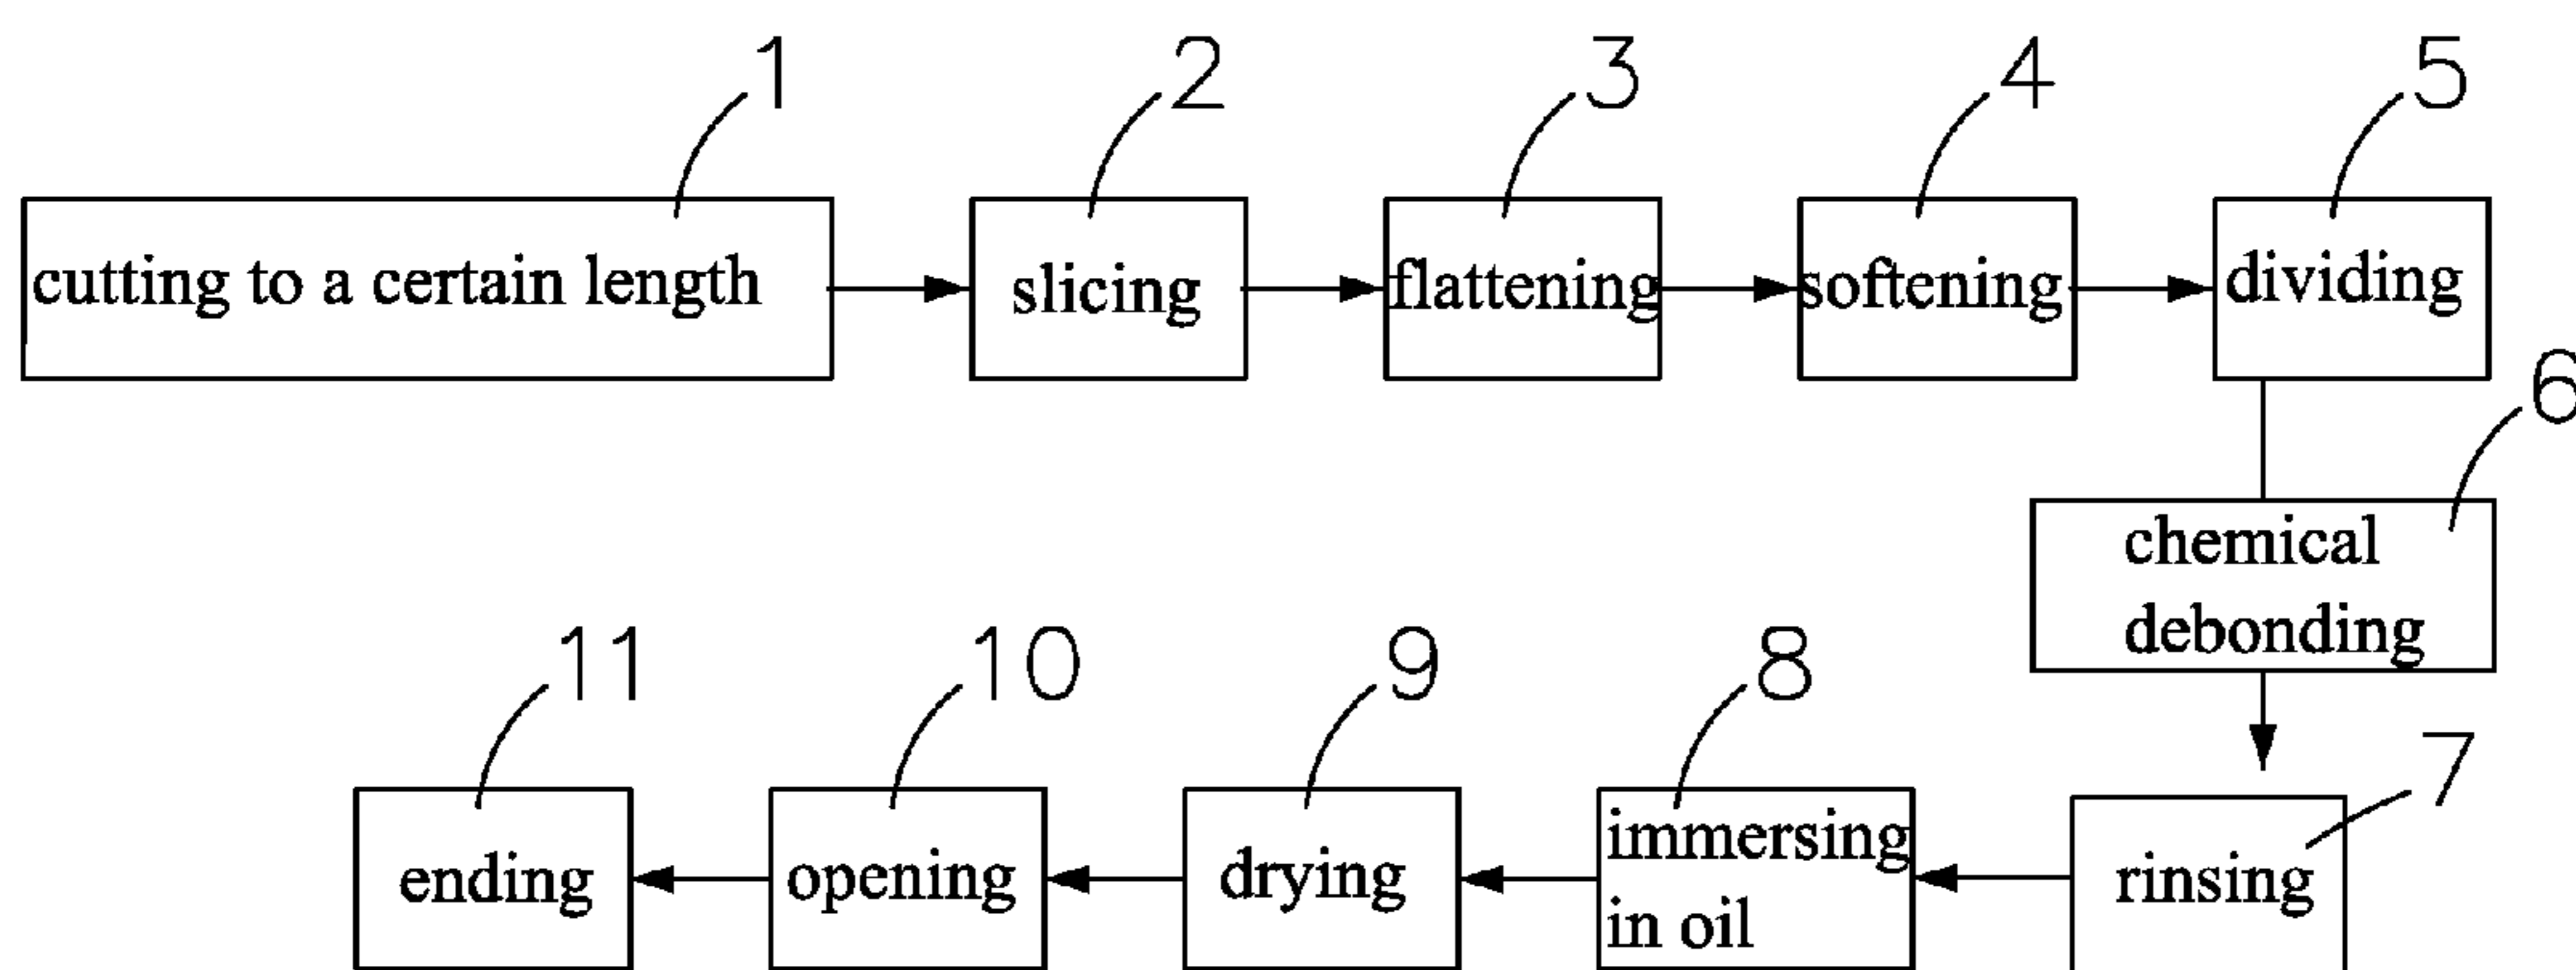 1 2 3 4 5
cutting to a certain length slicing flattening softening dividing
6
chemical
debonding
11 10 9 8
7
immersing
in oil
ending opening drying rinsing